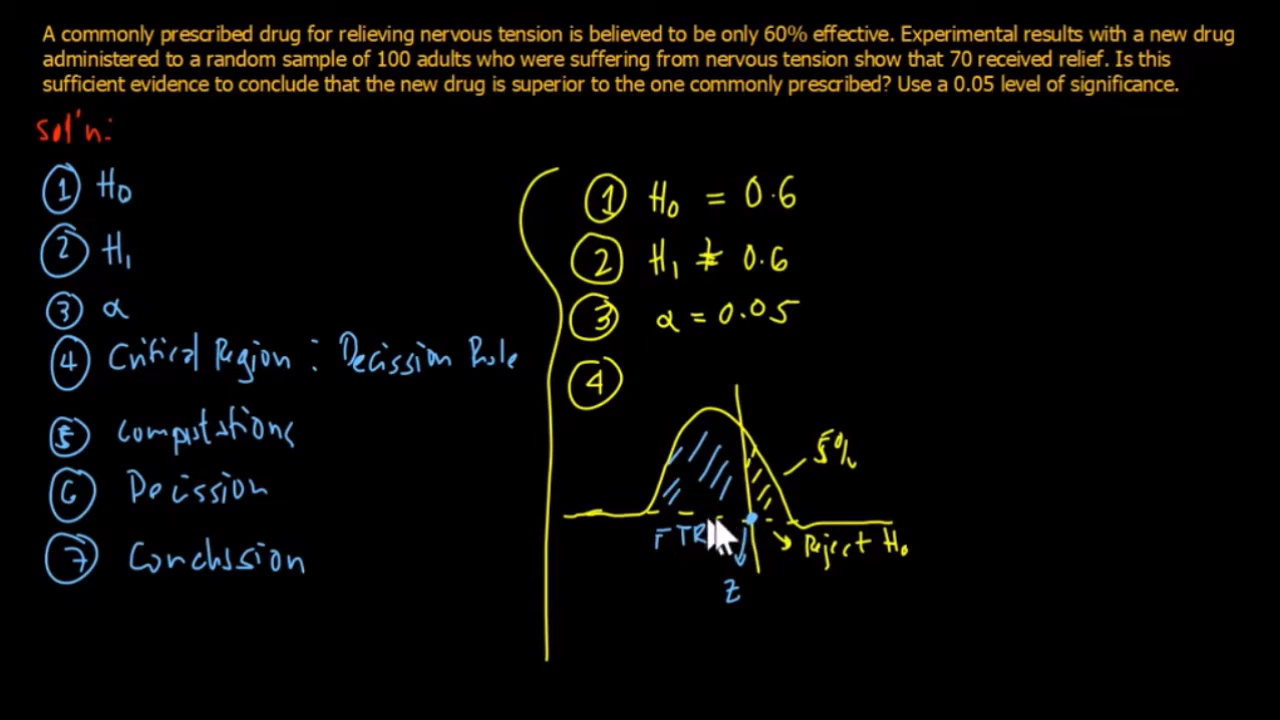 A commonly prescribed drug for relieving nervous tension is believed to be only 60% effective. Experimental results with a new drug
administered to a random sample of 100 adults who were suffering from nervous tension show that 70 received relief. Is this
sufficient evidence to conclude that the new drug is superior to the one commonly prescribed? Use a 0.05 level of significance.
Sol'n:
① H₀
② H₁
③ α
④ Critical Region : Decission Rule
⑤ Computations
⑥ Decission
⑦ Conclssion
① H₀ = 0.6
② H₁ ≠ 0.6
③ α = 0.05
④
5%
FTR
Reject H₀
Z